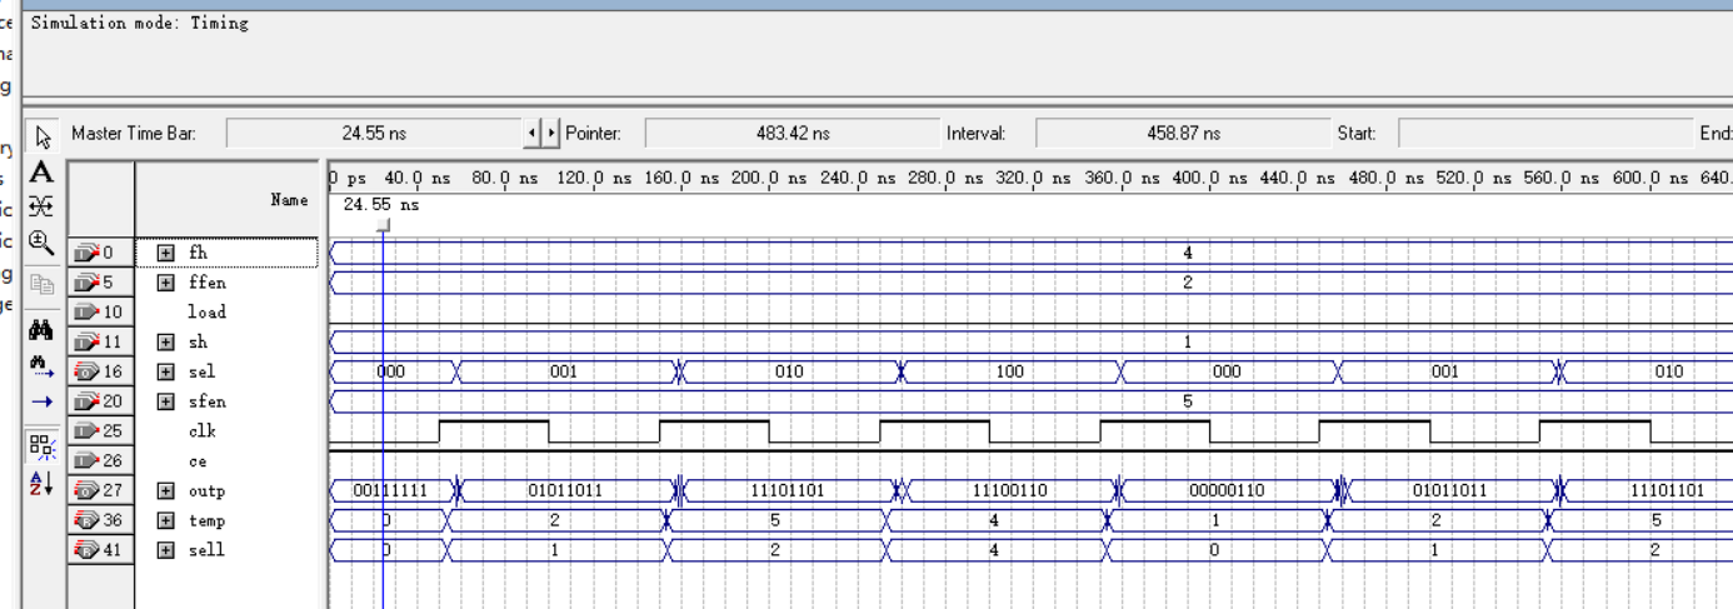 Simulation mode: Timing
Master Time Bar: 24.55 ns Pointer: 483.42 ns Interval: 458.87 ns Start: End:
Name 0 ps 40.0 ns 80.0 ns 120.0 ns 160.0 ns 200.0 ns 240.0 ns 280.0 ns 320.0 ns 360.0 ns 400.0 ns 440.0 ns 480.0 ns 520.0 ns 560.0 ns 600.0 ns 640.
24.55 ns
0 fh 4
5 ffen 2
10 load
11 sh 1
16 sel 000 001 010 100 000 001 010
20 sfen 5
25 clk
26 ce
27 outp 00111111 01011011 11101101 11100110 00000110 01011011 11101101
36 temp 0 2 5 4 1 2 5
41 sell 0 1 2 4 0 1 2